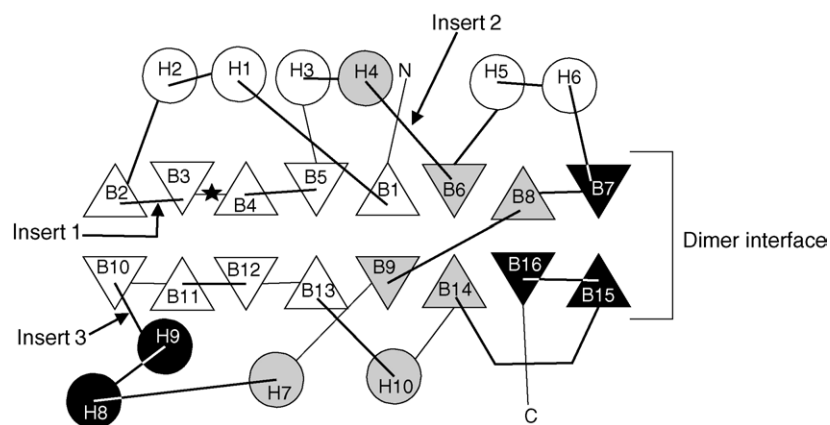 Insert 2
H2 H1 H3 H4 N H5 H6
B2 B3 B4 B5 B1 B6 B8 B7
Insert 1
Dimer interface
B10 B11 B12 B13 B9 B14 B16 B15
Insert 3
H9
H8 H7 H10
C